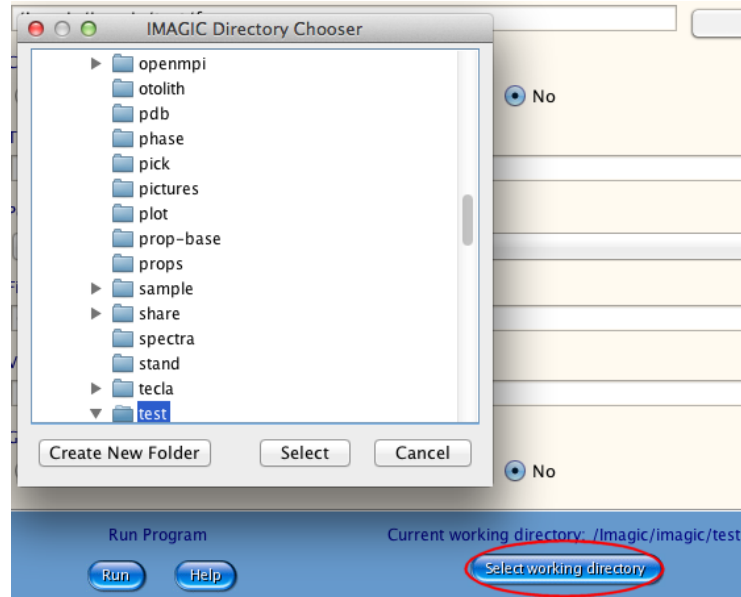 IMAGIC Directory Chooser
openmpi
otolith
pdb
phase
pick
pictures
plot
prop-base
props
sample
share
spectra
stand
tecla
test
Create New Folder
Select
Cancel
No
No
Run Program
Current working directory: /Imagic/imagic/test
Run
Help
Select working directory